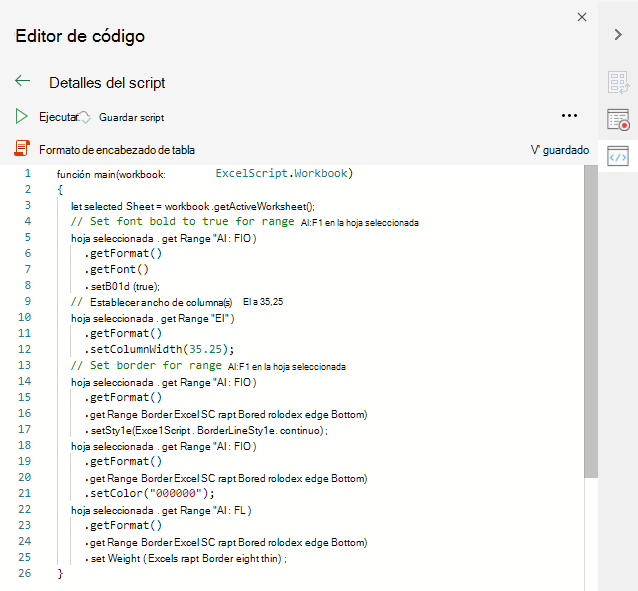 Editor de código
Detalles del script
Ejecutar Guardar script
Formato de encabezado de tabla V' guardado
1 función main(workbook: ExcelScript.Workbook)
2 {
3 let selected Sheet = workbook .getActiveWorksheet();
4 // Set font bold to true for range AI:F1 en la hoja seleccionada
5 hoja seleccionada . get Range "AI : FIO )
6 .getFormat()
7 .getFont()
8 . setB01d (true);
9 // Establecer ancho de columna(s) El a 35,25
10 hoja seleccionada . get Range "EI" )
11 .getFormat()
12 .setColumnWidth(35.25);
13 // Set border for range AI:F1 en la hoja seleccionada
14 hoja seleccionada . get Range "AI : FIO )
15 .getFormat()
16 . get Range Border Excel SC rapt Bored rolodex edge Bottom)
17 . setSty1e(Exce1Script . BorderLineSty1e. continuo) ;
18 hoja seleccionada . get Range "AI : FIO )
19 .getFormat()
20 . get Range Border Excel SC rapt Bored rolodex edge Bottom)
21 .setColor("000000");
22 hoja seleccionada . get Range "AI : FL )
23 .getFormat()
24 . get Range Border Excel SC rapt Bored rolodex edge Bottom)
25 . set Weight ( Excels rapt Border eight thin) ;
26 }